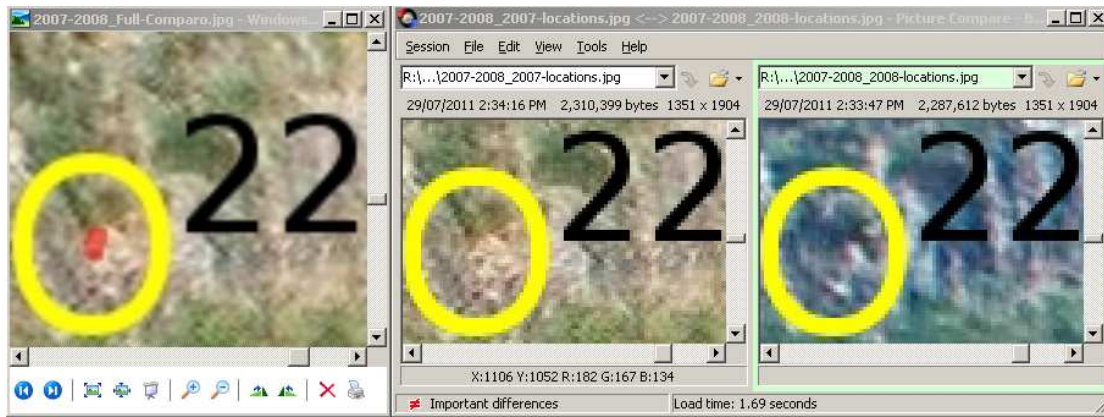 2007-2008_Full-Comparo.jpg - Windows...
22
2007-2008_2007-locations.jpg <--> 2007-2008_2008-locations.jpg - Picture Compare - B...
Session File Edit View Tools Help
R:\...\2007-2008_2007-locations.jpg
29/07/2011 2:34:16 PM 2,310,399 bytes 1351 x 1904
22
X:1106 Y:1052 R:182 G:167 B:134
R:\...\2007-2008_2008-locations.jpg
29/07/2011 2:33:47 PM 2,287,612 bytes 1351 x 1904
22
Important differences
Load time: 1.69 seconds